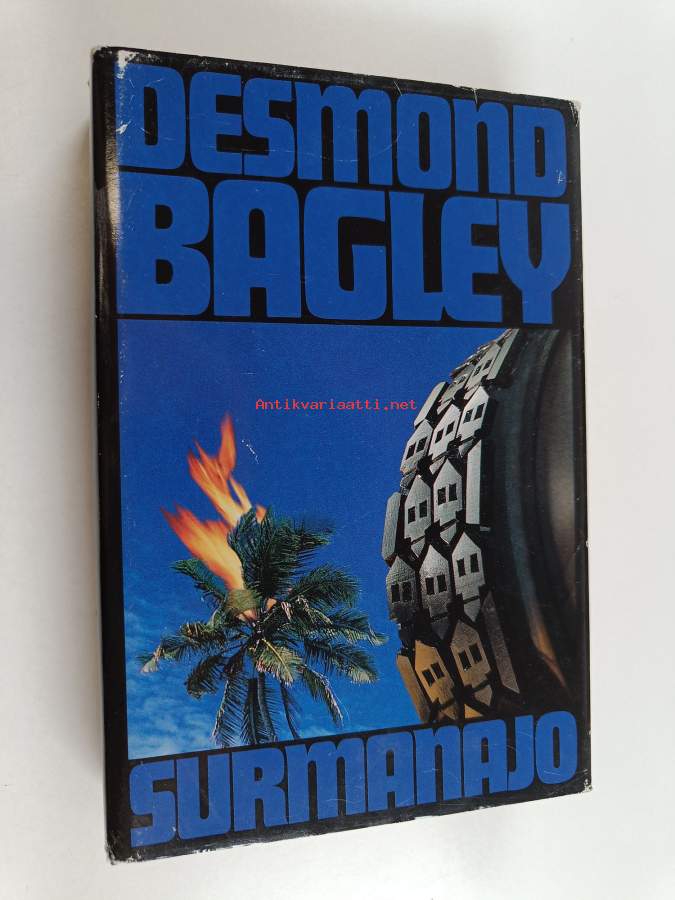 DESMOND
BAGLEY
Antikvariaatti.net
SURMANAJO